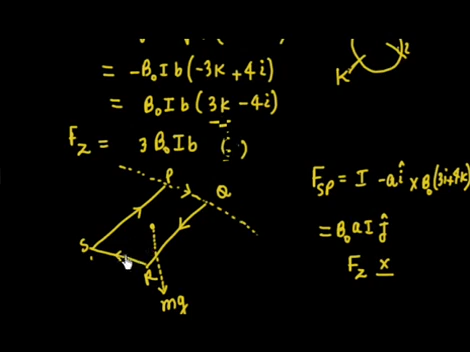 = -B₀Ib(-3k+4i)
= B₀Ib(3k-4i)
F_z = 3B₀Ib ( )
K
i
P
Q
S
R
mg
F_SP = I -aî × B₀(3i+4k)
= B₀aI ĵ
F_z x